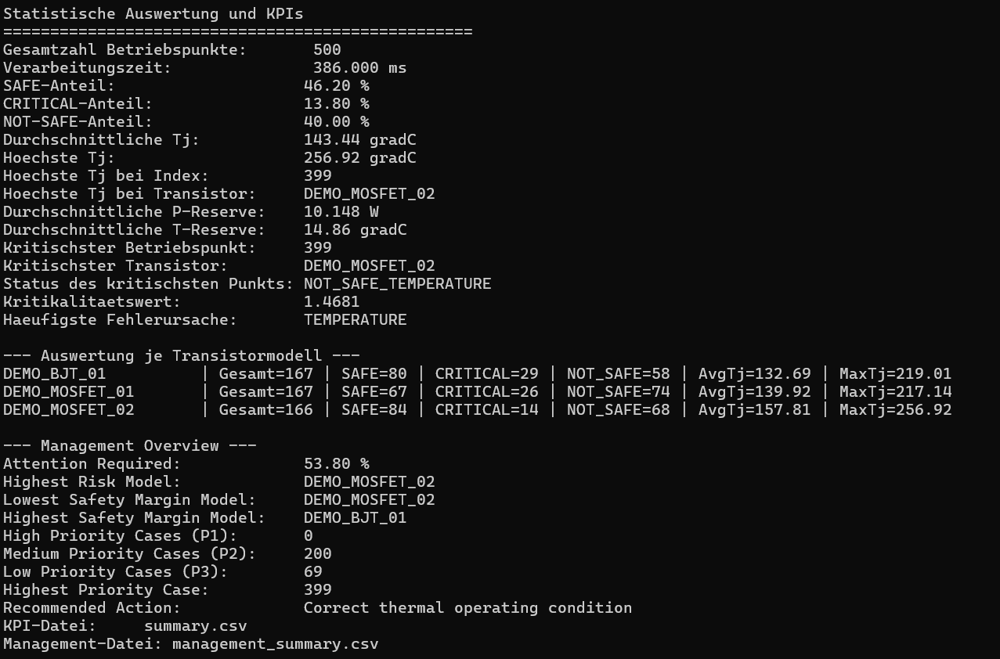 Statistische Auswertung und KPIs
==================================================
Gesamtzahl Betriebspunkte:       500
Verarbeitungszeit:               386.000 ms
SAFE-Anteil:                    46.20 %
CRITICAL-Anteil:                13.80 %
NOT-SAFE-Anteil:                40.00 %
Durchschnittliche Tj:           143.44 gradC
Hoechste Tj:                    256.92 gradC
Hoechste Tj bei Index:          399
Hoechste Tj bei Transistor:     DEMO_MOSFET_02
Durchschnittliche P-Reserve:    10.148 W
Durchschnittliche T-Reserve:    14.86 gradC
Kritischster Betriebspunkt:     399
Kritischster Transistor:        DEMO_MOSFET_02
Status des kritischsten Punkts: NOT_SAFE_TEMPERATURE
Kritikalitaetswert:             1.4681
Haeufigste Fehlerursache:       TEMPERATURE

--- Auswertung je Transistormodell ---
DEMO_BJT_01          | Gesamt=167 | SAFE=80 | CRITICAL=29 | NOT_SAFE=58 | AvgTj=132.69 | MaxTj=219.01
DEMO_MOSFET_01       | Gesamt=167 | SAFE=67 | CRITICAL=26 | NOT_SAFE=74 | AvgTj=139.92 | MaxTj=217.14
DEMO_MOSFET_02       | Gesamt=166 | SAFE=84 | CRITICAL=14 | NOT_SAFE=68 | AvgTj=157.81 | MaxTj=256.92

--- Management Overview ---
Attention Required:             53.80 %
Highest Risk Model:             DEMO_MOSFET_02
Lowest Safety Margin Model:     DEMO_MOSFET_02
Highest Safety Margin Model:    DEMO_BJT_01
High Priority Cases (P1):       0
Medium Priority Cases (P2):     200
Low Priority Cases (P3):        69
Highest Priority Case:          399
Recommended Action:             Correct thermal operating condition
KPI-Datei:     summary.csv
Management-Datei: management_summary.csv